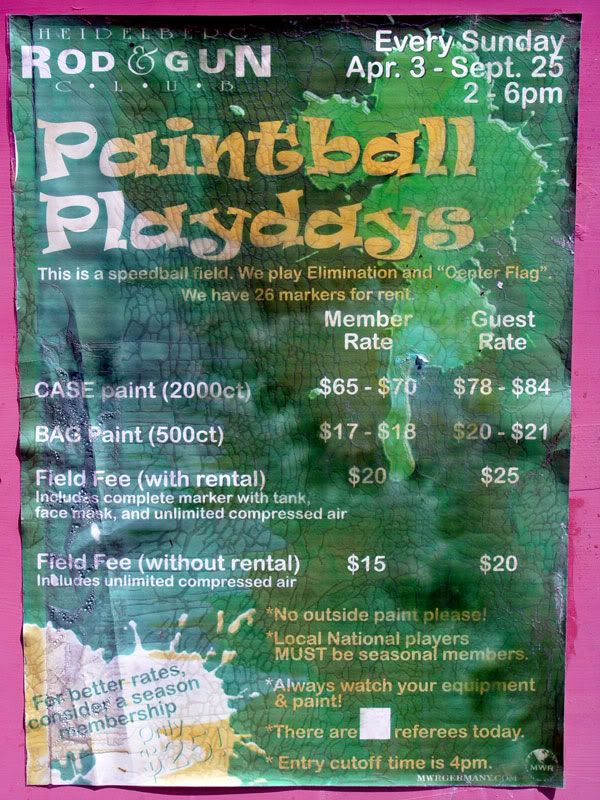 HEIDELBERG
ROD & GUN
C•L•U•B
Every Sunday
Apr. 3 - Sept. 25
2 - 6pm
Paintball
Playdays
This is a speedball field. We play Elimination and “Center Flag”.
We have 26 markers for rent.
Member Rate Guest Rate
CASE paint (2000ct) $65 - $70 $78 - $84
BAG Paint (500ct) $17 - $18 $20 - $21
Field Fee (with rental) $20 $25
Includes complete marker with tank,
face mask, and unlimited compressed air
Field Fee (without rental) $15 $20
Includes unlimited compressed air
*No outside paint please!
*Local National players
MUST be seasonal members.
*Always watch your equipment
& paint!
*There are referees today.
* Entry cutoff time is 4pm.
For better rates,
consider a season
membership
only
MWR
MWRGERMANY.COM